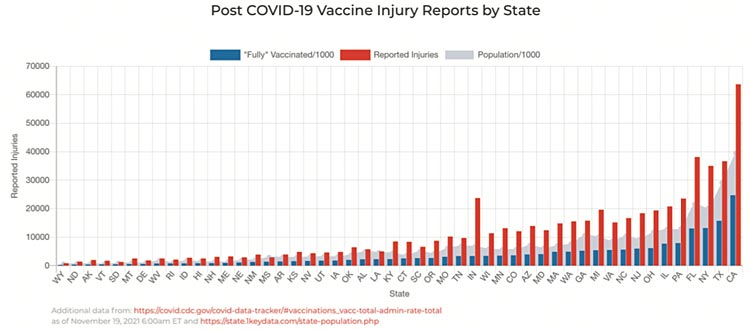 Post COVID-19 Vaccine Injury Reports by State
"Fully" Vaccinated/1000 Reported Injuries Population/1000
70000
60000
50000
40000
30000
20000
10000
0
Reported Injuries
WY ND AK VT SD MT DE WV RI ID HI NH ME NE NM MS AR KS NV UT IA OK AL LA KY CT SC OR MO TN IN WI MN CO AZ MD MA WA GA MI VA NC NJ OH IL PA FL NY TX CA
State
Additional data from: https://covid.cdc.gov/covid-data-tracker/#vaccinations_vacc-total-admin-rate-total
as of November 19, 2021 6:00am ET and https://state.1keydata.com/state-population.php